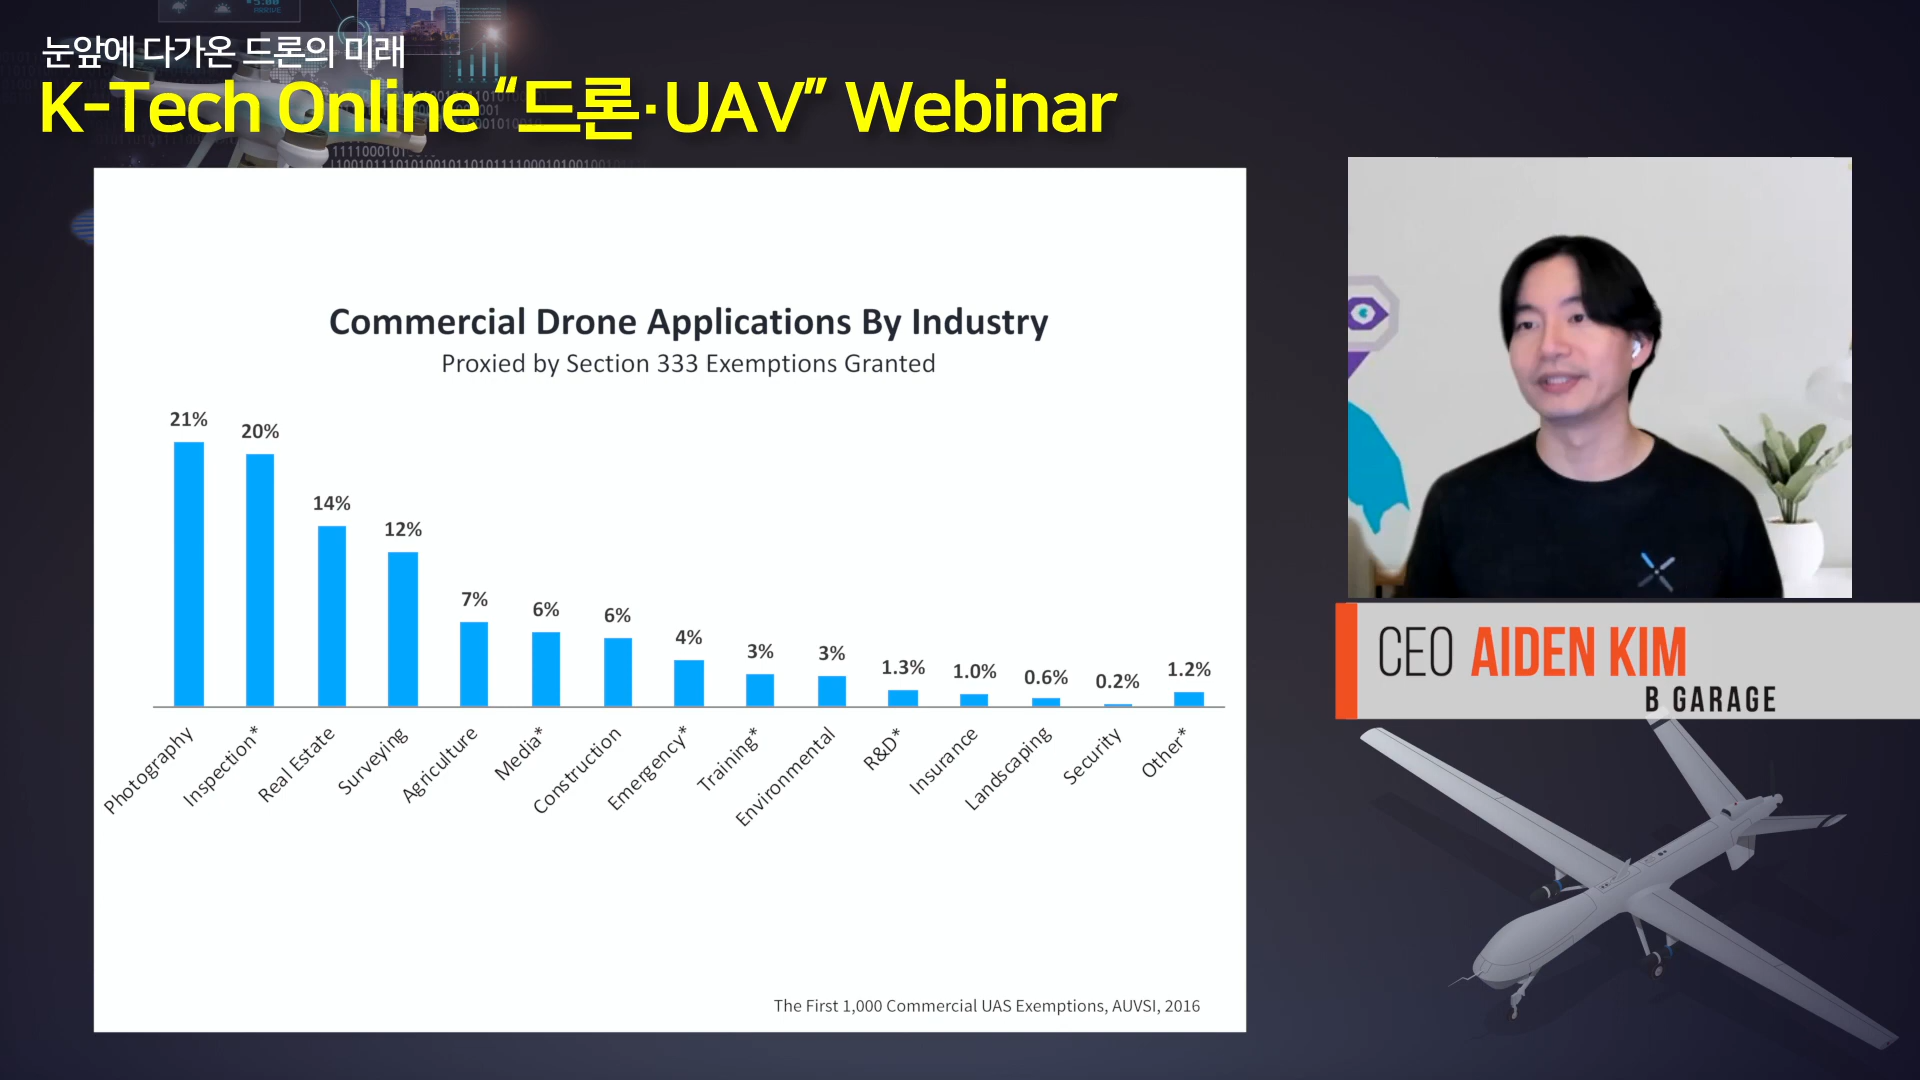 눈앞에 다가온 드론의 미래
K-Tech Online “드론·UAV” Webinar
Commercial Drone Applications By Industry
Proxied by Section 333 Exemptions Granted
21% 20% 14% 12% 7% 6% 6% 4% 3% 3% 1.3% 1.0% 0.6% 0.2% 1.2%
Photography Inspection* Real Estate Surveying Agriculture Media* Construction Emergency* Training* Environmental R&D* Insurance Landscaping Security Other*
The First 1,000 Commercial UAS Exemptions, AUVSI, 2016
CEO AIDEN KIM
B GARAGE